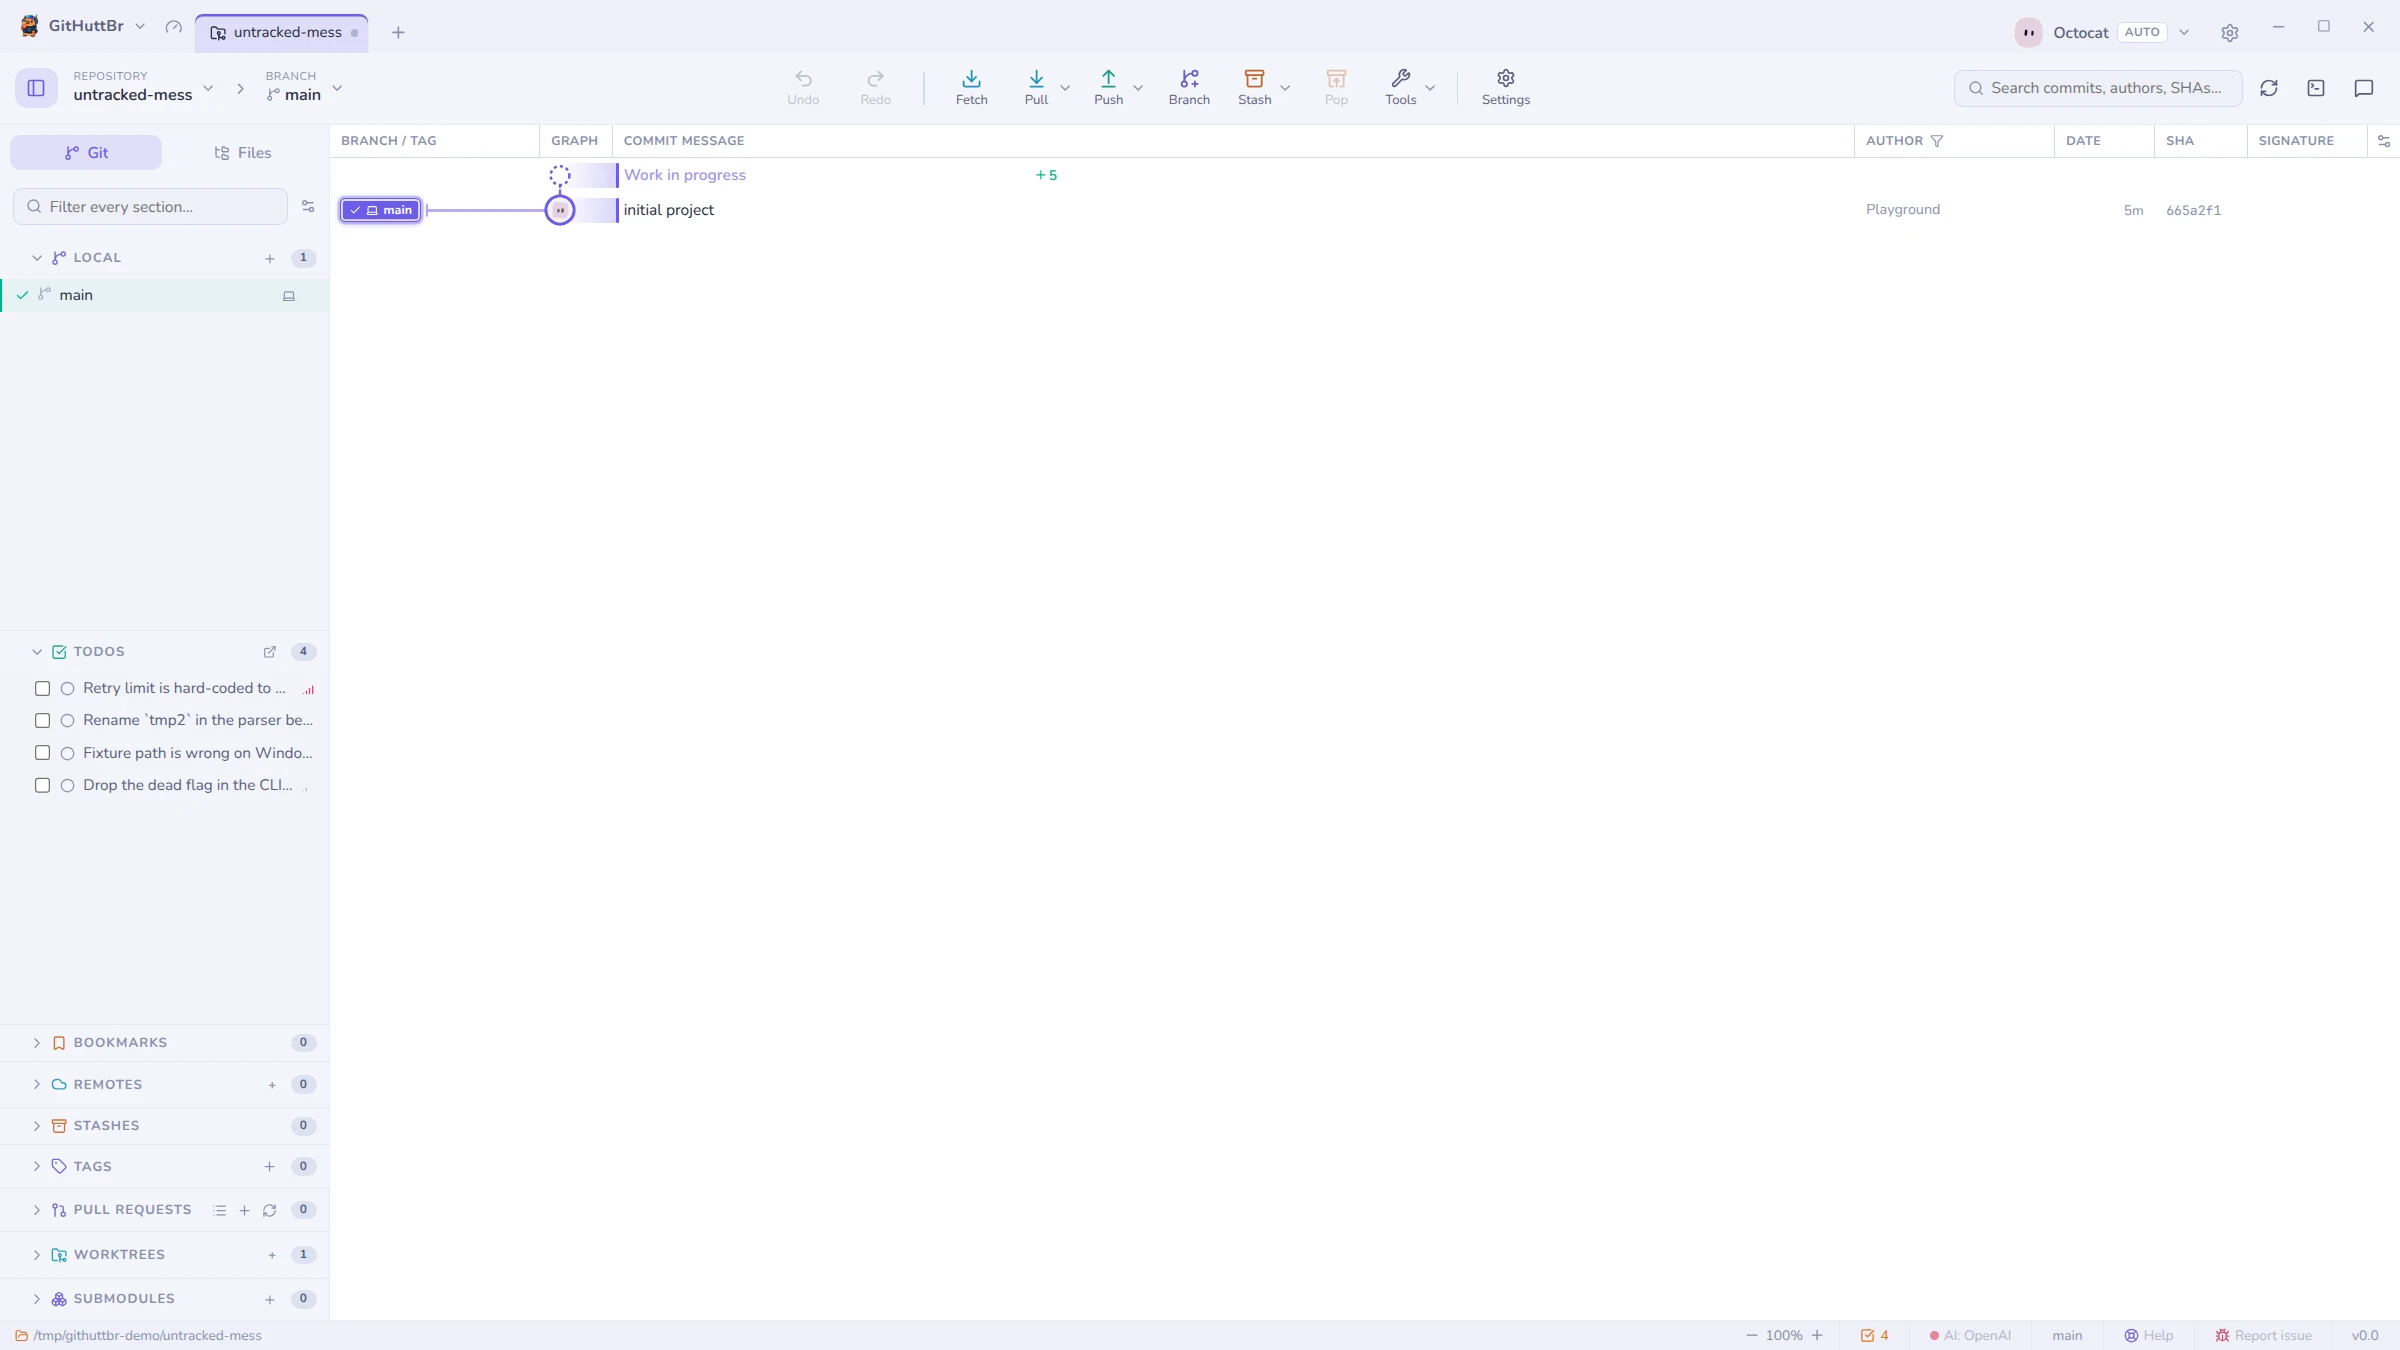 GitHuttBr
untracked-mess
Octocat AUTO
REPOSITORY
untracked-mess
BRANCH
main
Undo
Redo
Fetch
Pull
Push
Branch
Stash
Pop
Tools
Settings
Search commits, authors, SHAs...
Git
Files
Filter every section...
LOCAL 1
main
TODOS 4
Retry limit is hard-coded to ...
Rename `tmp2` in the parser be...
Fixture path is wrong on Windo...
Drop the dead flag in the CLI...
BOOKMARKS 0
REMOTES + 0
STASHES 0
TAGS + 0
PULL REQUESTS + 0
WORKTREES + 1
SUBMODULES + 0
BRANCH / TAG GRAPH COMMIT MESSAGE AUTHOR DATE SHA SIGNATURE
Work in progress +5
main initial project Playground 5m 665a2f1
/tmp/githuttbr-demo/untracked-mess
100% 4 AI: OpenAI main Help Report issue v0.0